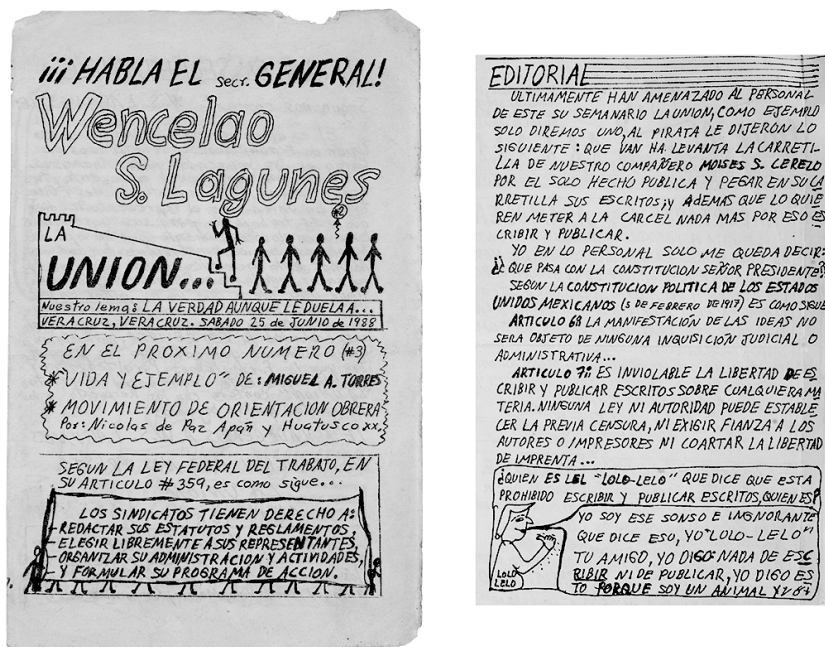 ¡¡¡HABLA EL Secr. GENERAL!
Wencelao
S. Lagunes
#2
LA
UNION...
Nuestro lema: LA VERDAD AUNQUE LE DUELA A...
VERACRUZ, VERACRUZ. SABADO 25 de JUNIO de 1988
EN EL PROXIMO NUMERO (#3)
* "VIDA Y EJEMPLO" DE: MIGUEL A. TORRES
* MOVIMIENTO DE ORIENTACION OBRERA
Por: Nicolas de Paz Apan y Huatusco xx.
SEGUN LA LEY FEDERAL DEL TRABAJO, EN
SU ARTICULO #359, es como sigue...
LOS SINDICATOS TIENEN DERECHO A:
REDACTAR SUS ESTATUTOS Y REGLAMENTOS,
ELEGIR LIBREMENTE A SUS REPRESENTANTES,
ORGANIZAR SU ADMINISTRACION Y ACTIVIDADES,
Y FORMULAR SU PROGRAMA DE ACCION.
EDITORIAL
ULTIMAMENTE HAN AMENAZADO AL PERSONAL
DE ESTE SU SEMANARIO LA UNION, COMO EJEMPLO
SOLO DIREMOS UNO, AL PIRATA LE DIJERON LO
SIGUIENTE: QUE VAN HA LEVANTA LA CARRETI-
LLA DE NUESTRO COMPAÑERO MOISES S. CEREZO
POR EL SOLO HECHO PUBLICA Y PEGAR EN SU CA
RRETILLA SUS ESCRITOS; Y ADEMAS QUE LO QUIE
REN METER A LA CARCEL NADA MAS POR ESO ES
CRIBIR Y PUBLICAR.
YO EN LO PERSONAL SOLO ME QUEDA DECIR:
¿QUE PASA CON LA CONSTITUCION SEÑOR PRESIDENTE?
SEGUN LA CONSTITUCION POLITICA DE LOS ESTADOS
UNIDOS MEXICANOS (5 DE FEBRERO DE 1917) ES COMO SIGUE
ARTICULO 6º LA MANIFESTACIÓN DE LAS IDEAS NO
SERA OBJETO DE NINGUNA INQUISICIÓN JUDICIAL O
ADMINISTRATIVA...
ARTICULO 7º: ES INVIOLABLE LA LIBERTAD DE ES
CRIBIR Y PUBLICAR ESCRITOS SOBRE CUALQUIERA MA
TERIA. NINGUNA LEY NI AUTORIDAD PUEDE ESTABLE
CER LA PREVIA CENSURA, NI EXIGIR FIANZA A LOS
AUTORES O IMPRESORES NI COARTAR LA LIBERTAD
DE IMPRENTA...
¿QUIEN ES LEL "LOLO-LELO" QUE DICE QUE ESTA
PROHIBIDO ESCRIBIR Y PUBLICAR ESCRITOS, QUIEN ES?
YO SOY ESE SONSO E IMGNORANTE
QUE DICE ESO, YO "LOLO-LELO"
TU AMIGO, YO DIGO NADA DE ESC
RIBIR NI DE PUBLICAR, YO DIGO ES
TO PORQUE SOY UN ANIMAL
LOLO
LELO